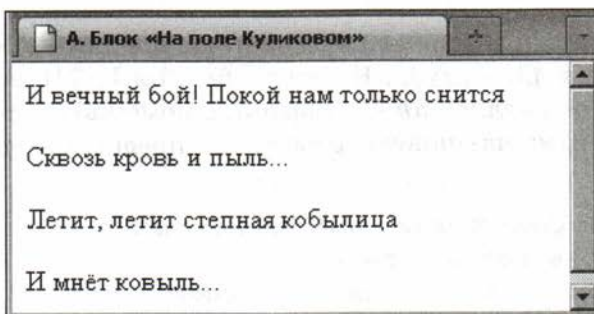 А. Блок «На поле Куликовом»
И вечный бой! Покой нам только снится
Сквозь кровь и пыль...
Летит, летит степная кобылица
И мнёт ковыль...